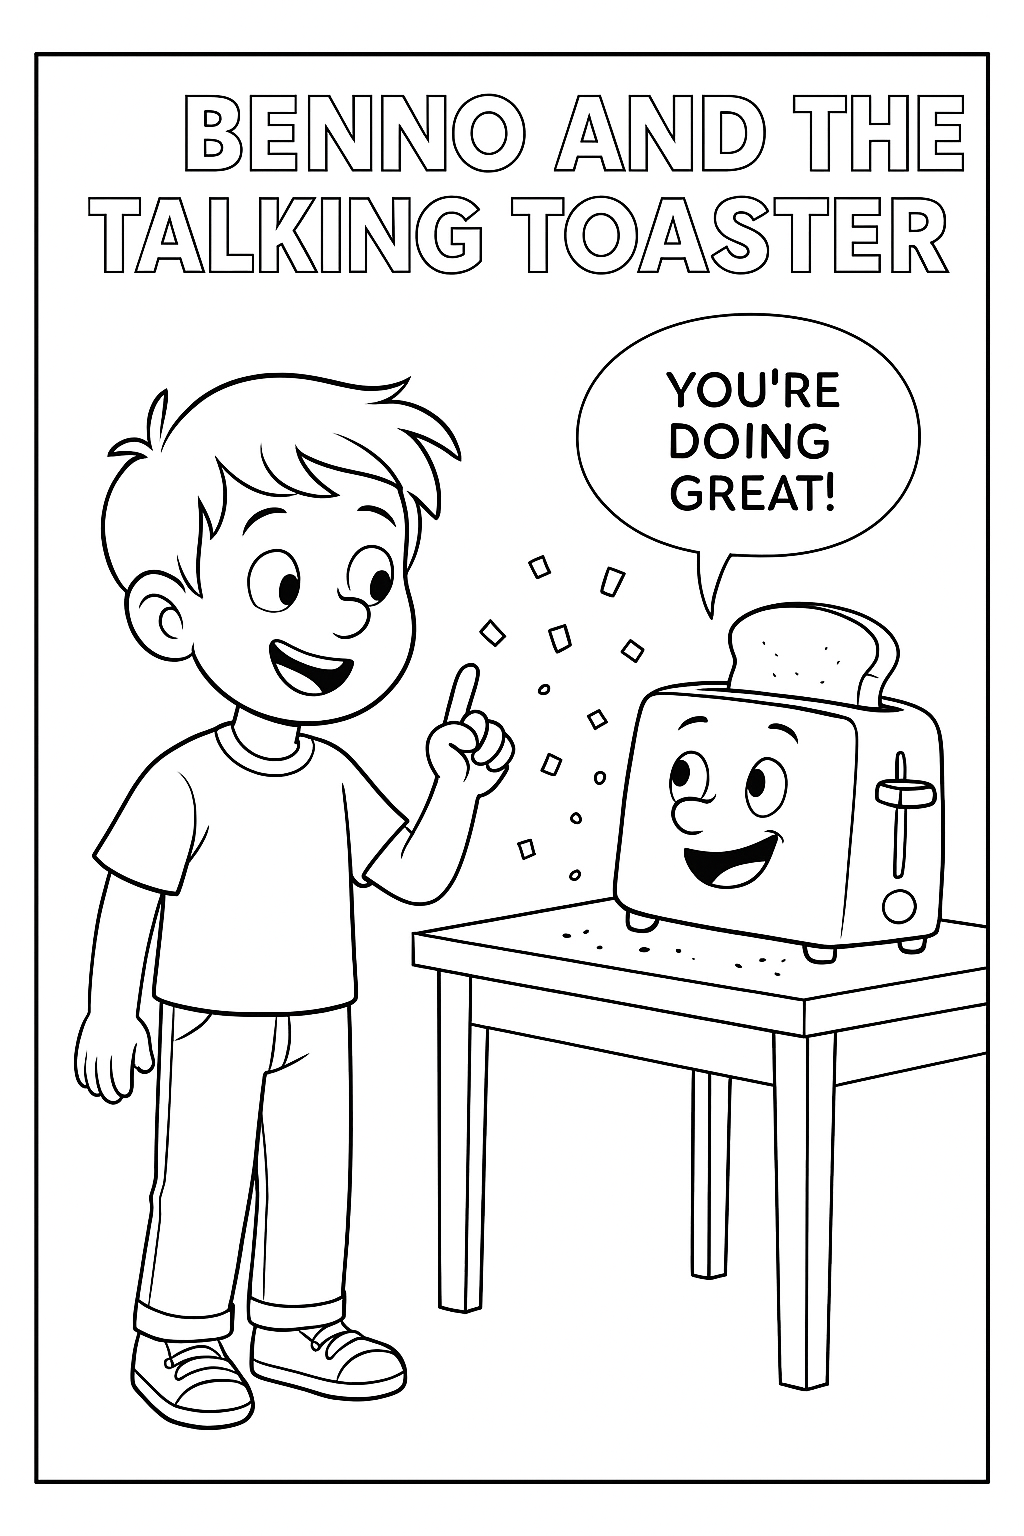 BENNO AND THE
TALKING TOASTER
YOU'RE
DOING
GREAT!